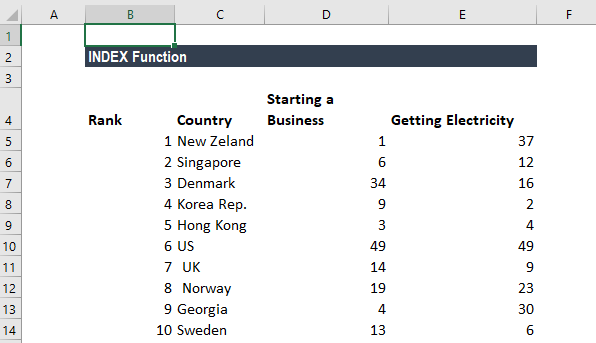 A B C D E F
1
2 INDEX Function
3
Starting a
4 Rank Country Business Getting Electricity
5 1 New Zeland 1 37
6 2 Singapore 6 12
7 3 Denmark 34 16
8 4 Korea Rep. 9 2
9 5 Hong Kong 3 4
10 6 US 49 49
11 7 UK 14 9
12 8 Norway 19 23
13 9 Georgia 4 30
14 10 Sweden 13 6